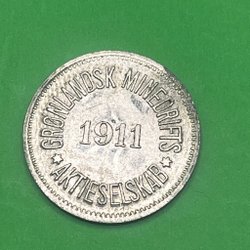 GRØNLANDSK MINEDRIFTS
1911
AKTIESELSKAB